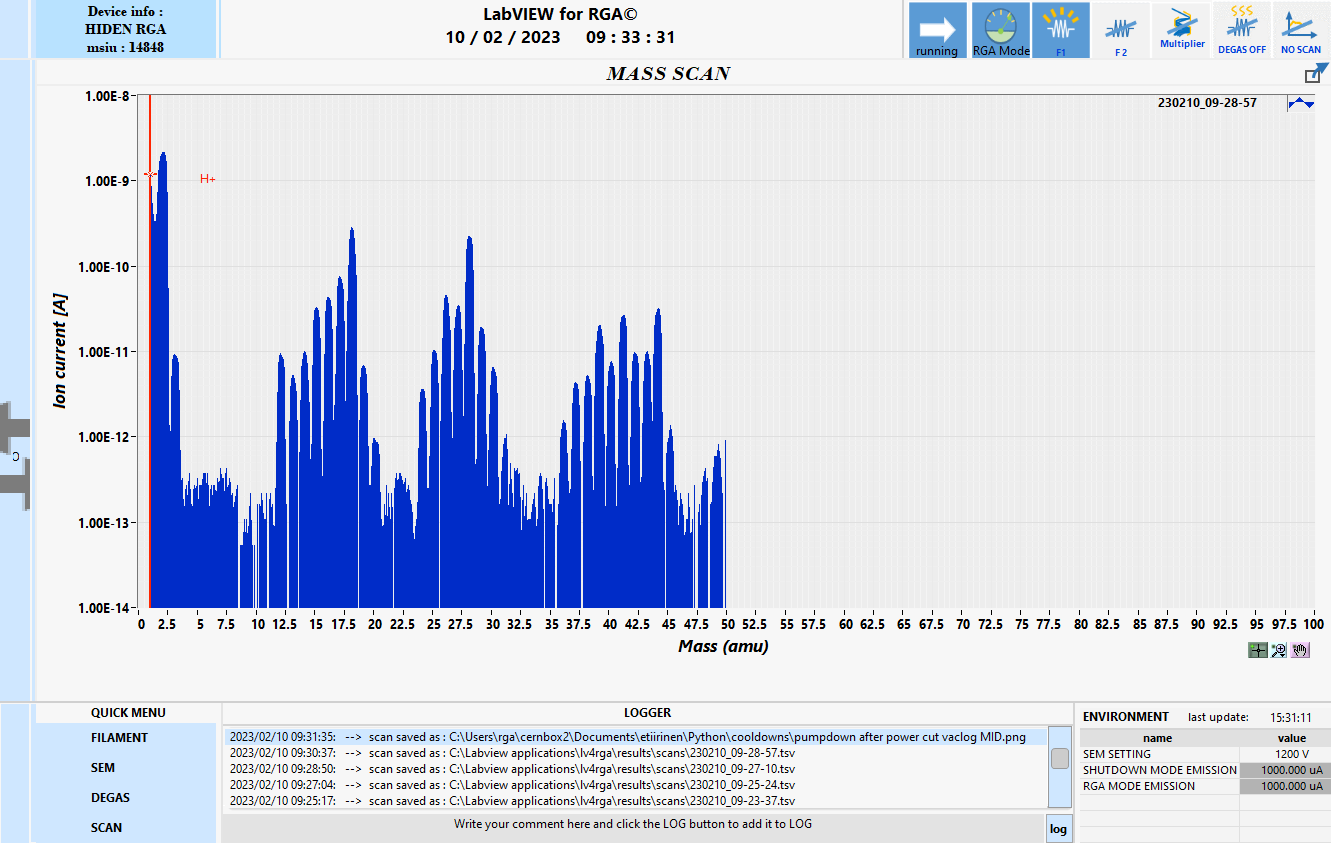 Device info :
HIDEN RGA
msiu : 14848
LabVIEW for RGA©
10 / 02 / 2023 09 : 33 : 31
running
RGA Mode
F1
F 2
Multiplier
DEGAS OFF
NO SCAN
MASS SCAN
230210_09-28-57
H+
1.00E-8
1.00E-9
1.00E-10
1.00E-11
1.00E-12
1.00E-13
1.00E-14
Ion current [A]
0 2.5 5 7.5 10 12.5 15 17.5 20 22.5 25 27.5 30 32.5 35 37.5 40 42.5 45 47.5 50 52.5 55 57.5 60 62.5 65 67.5 70 72.5 75 77.5 80 82.5 85 87.5 90 92.5 95 97.5 100
Mass (amu)
QUICK MENU
FILAMENT
SEM
DEGAS
SCAN
LOGGER
2023/02/10 09:31:35: --> scan saved as : C:\Users\rga\cernbox2\Documents\etiirinen\Python\cooldowns\pumpdown after power cut vaclog MID.png
2023/02/10 09:30:37: --> scan saved as : C:\Labview applications\lv4rga\results\scans\230210_09-28-57.tsv
2023/02/10 09:28:50: --> scan saved as : C:\Labview applications\lv4rga\results\scans\230210_09-27-10.tsv
2023/02/10 09:27:04: --> scan saved as : C:\Labview applications\lv4rga\results\scans\230210_09-25-24.tsv
2023/02/10 09:25:17: --> scan saved as : C:\Labview applications\lv4rga\results\scans\230210_09-23-37.tsv
Write your comment here and click the LOG button to add it to LOG
log
ENVIRONMENT last update: 15:31:11
name value
SEM SETTING 1200 V
SHUTDOWN MODE EMISSION 1000.000 uA
RGA MODE EMISSION 1000.000 uA